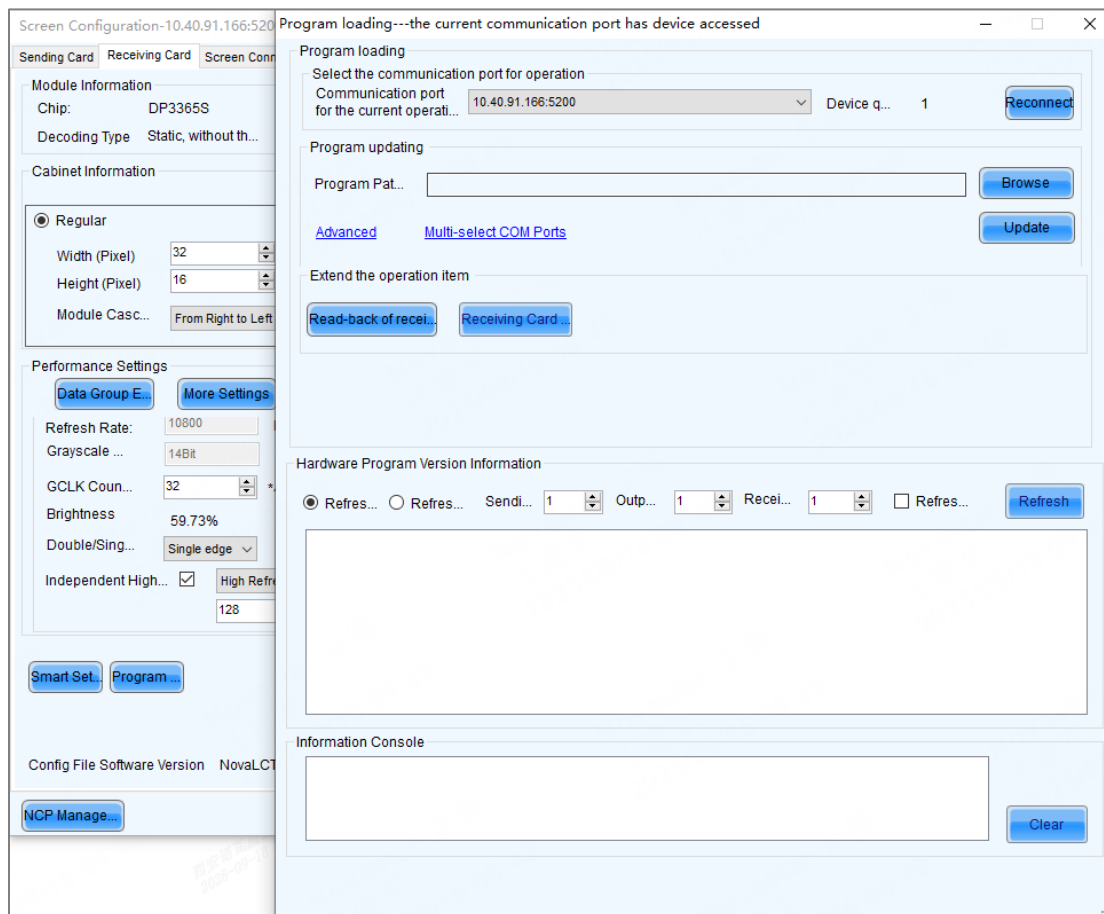 Screen Configuration-10.40.91.166:520
Sending Card
Receiving Card
Screen Conn
Module Information
Chip: DP3365S
Decoding Type Static, without th...
Cabinet Information
Regular
Width (Pixel) 32
Height (Pixel) 16
Module Casc... From Right to Left
Performance Settings
Data Group E...
More Settings
Refresh Rate: 10800
Grayscale ... 14Bit
GCLK Coun... 32
Brightness 59.73%
Double/Sing... Single edge
Independent High... High Refre
128
Smart Set...
Program ...
Config File Software Version NovaLCT
NCP Manage...
Program loading---the current communication port has device accessed
Program loading
Select the communication port for operation
Communication port
for the current operati...
10.40.91.166:5200
Device q... 1
Reconnect
Program updating
Program Pat...
Browse
Advanced
Multi-select COM Ports
Update
Extend the operation item
Read-back of recei...
Receiving Card ...
Hardware Program Version Information
Refres... Refres... Sendi... 1 Outp... 1 Recei... 1 Refres... Refresh
Information Console
Clear